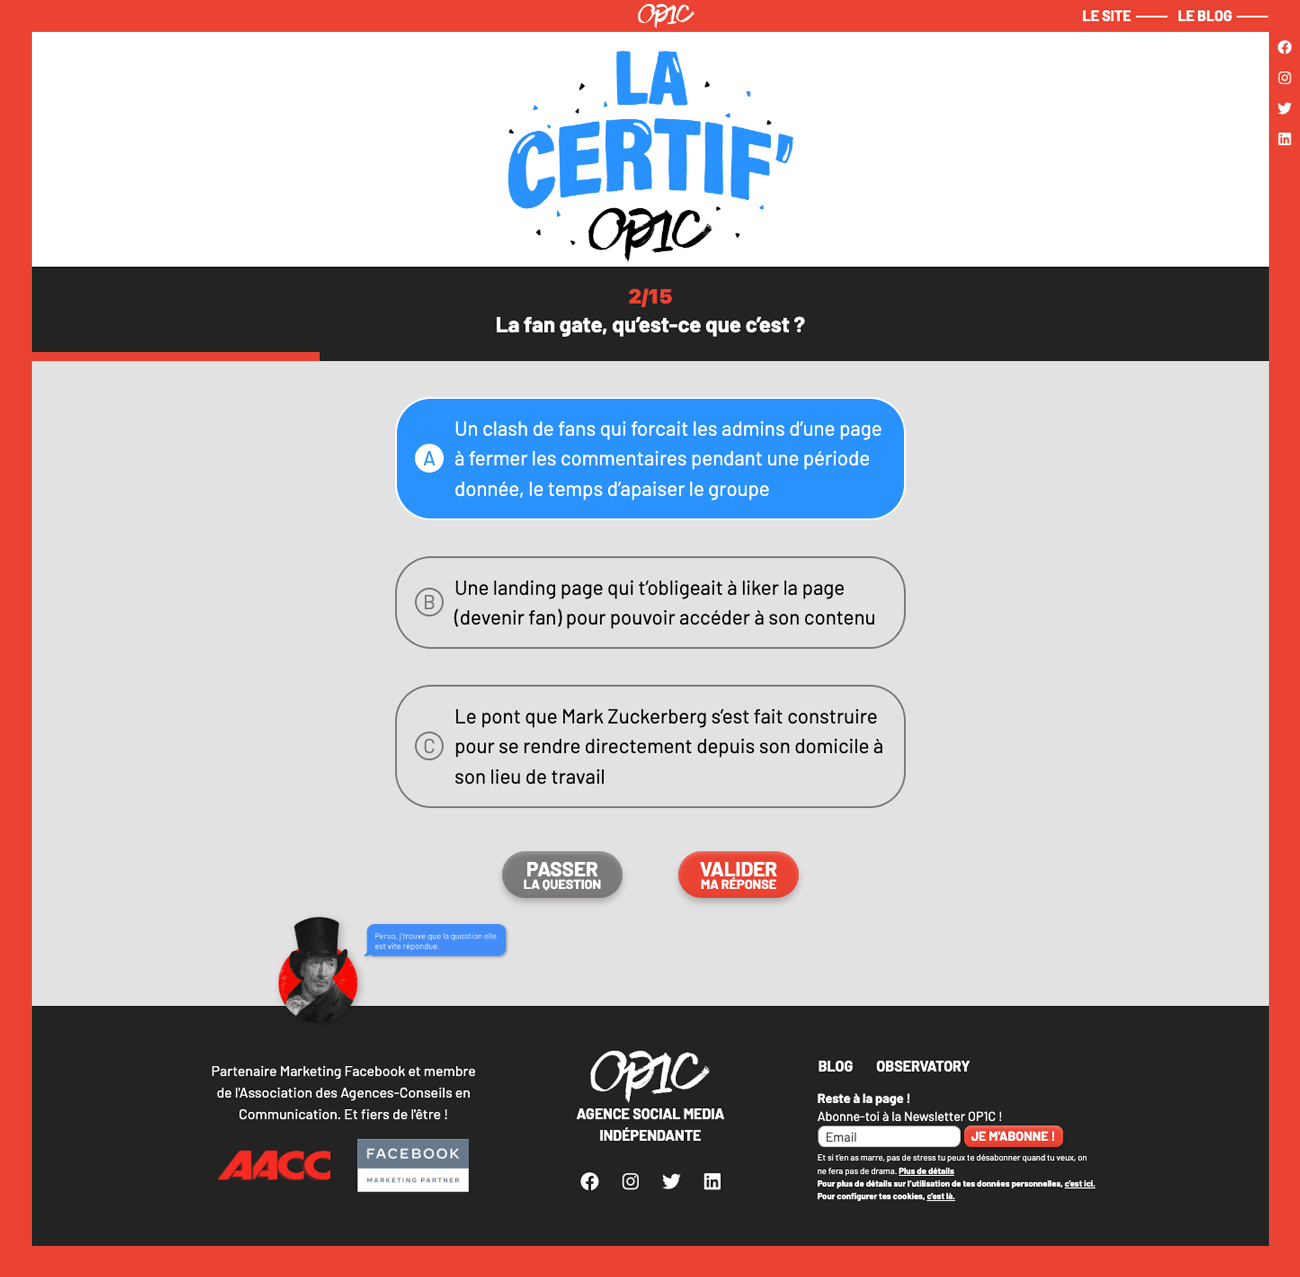 OP1C
LE SITE
LE BLOG
LA
CERTIF'
OP1C
2/15
La fan gate, qu’est-ce que c’est ?
A
Un clash de fans qui forcait les admins d’une page
à fermer les commentaires pendant une période
donnée, le temps d’apaiser le groupe
B
Une landing page qui t’obligeait à liker la page
(devenir fan) pour pouvoir accéder à son contenu
C
Le pont que Mark Zuckerberg s’est fait construire
pour se rendre directement depuis son domicile à
son lieu de travail
PASSER
LA QUESTION
VALIDER
MA RÉPONSE
Perso, j'trouve que la question elle
est vite répondue.
Partenaire Marketing Facebook et membre
de l'Association des Agences-Conseils en
Communication. Et fiers de l'être !
AACC
FACEBOOK
MARKETING PARTNER
OP1C
AGENCE SOCIAL MEDIA
INDÉPENDANTE
BLOG
OBSERVATORY
Reste à la page !
Abonne-toi à la Newsletter OP1C !
Email
JE M'ABONNE !
Et si t'en as marre, pas de stress tu peux te désabonner quand tu veux, on
ne fera pas de drama. Plus de détails
Pour plus de détails sur l'utilisation de tes données personnelles, c'est ici.
Pour configurer tes cookies, c'est là.